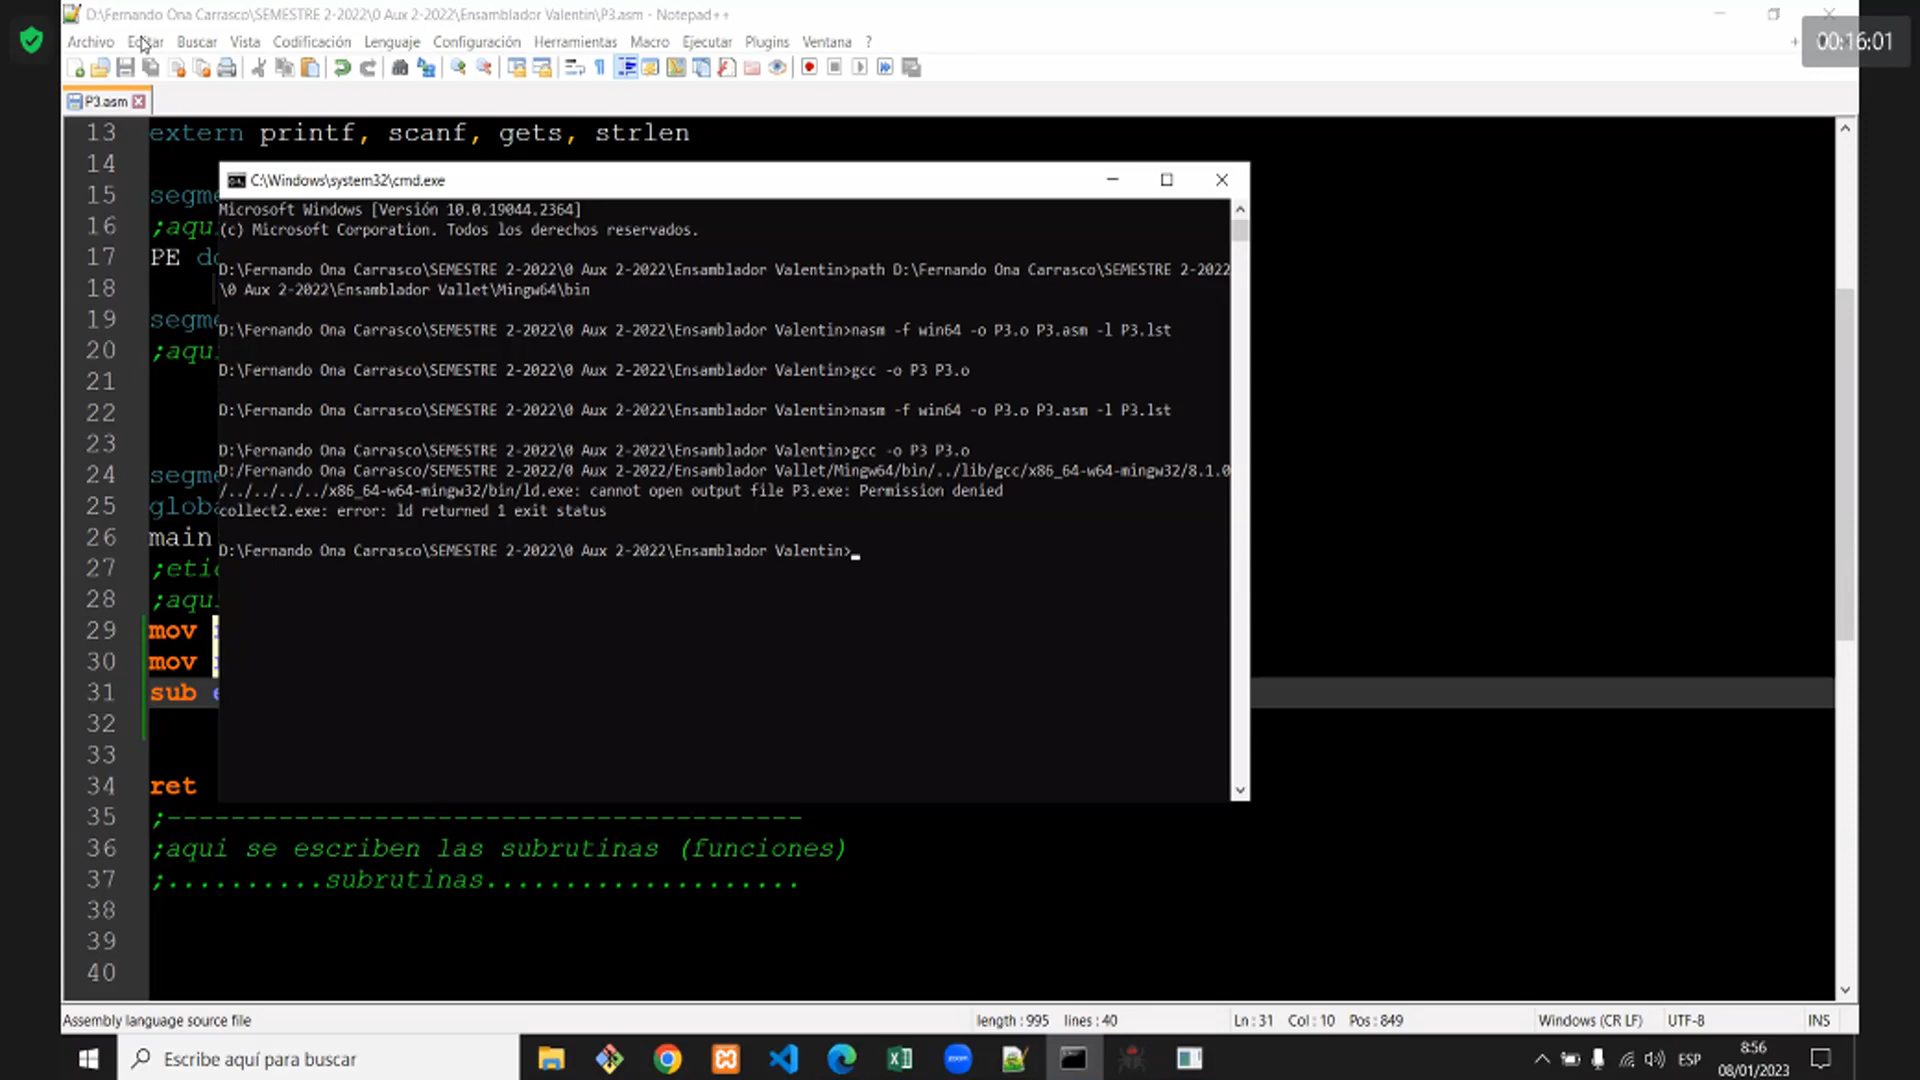 D:\Fernando Ona Carrasco\SEMESTRE 2-2022\0 Aux 2-2022\Ensamblador Valentin\P3.asm - Notepad++
Archivo Editar Buscar Vista Codificación Lenguaje Configuración Herramientas Macro Ejecutar Plugins Ventana ?
00:16:01
P3.asm
13 extern printf, scanf, gets, strlen
14
C:\Windows\system32\cmd.exe
15 segme
16 ;aqu
17 PE
18
19 segme
20 ;aqu
21
22
23
24 segme
25 globa
26 main
27 ;etic
28 ;aqu
29 mov
30 mov
31 sub e
32
33
34 ret
35 ;-----------------------------------------
36 ;aqui se escriben las subrutinas (funciones)
37 ;..........subrutinas....................
38
39
40
Microsoft Windows [Versión 10.0.19044.2364]
(c) Microsoft Corporation. Todos los derechos reservados.
D:\Fernando Ona Carrasco\SEMESTRE 2-2022\0 Aux 2-2022\Ensamblador Valentin>path D:\Fernando Ona Carrasco\SEMESTRE 2-2022
\0 Aux 2-2022\Ensamblador Vallet\Mingw64\bin
D:\Fernando Ona Carrasco\SEMESTRE 2-2022\0 Aux 2-2022\Ensamblador Valentin>nasm -f win64 -o P3.o P3.asm -l P3.lst
D:\Fernando Ona Carrasco\SEMESTRE 2-2022\0 Aux 2-2022\Ensamblador Valentin>gcc -o P3 P3.o
D:\Fernando Ona Carrasco\SEMESTRE 2-2022\0 Aux 2-2022\Ensamblador Valentin>nasm -f win64 -o P3.o P3.asm -l P3.lst
D:\Fernando Ona Carrasco\SEMESTRE 2-2022\0 Aux 2-2022\Ensamblador Valentin>gcc -o P3 P3.o
D:/Fernando Ona Carrasco/SEMESTRE 2-2022/0 Aux 2-2022/Ensamblador Vallet/Mingw64/bin/../lib/gcc/x86_64-w64-mingw32/8.1.0
/../../../../x86_64-w64-mingw32/bin/ld.exe: cannot open output file P3.exe: Permission denied
collect2.exe: error: ld returned 1 exit status
D:\Fernando Ona Carrasco\SEMESTRE 2-2022\0 Aux 2-2022\Ensamblador Valentin>
Assembly language source file length : 995 lines : 40 Ln : 31 Col : 10 Pos : 849 Windows (CR LF) UTF-8 INS
Escribe aquí para buscar
zoom
ESP
8:56
08/01/2023